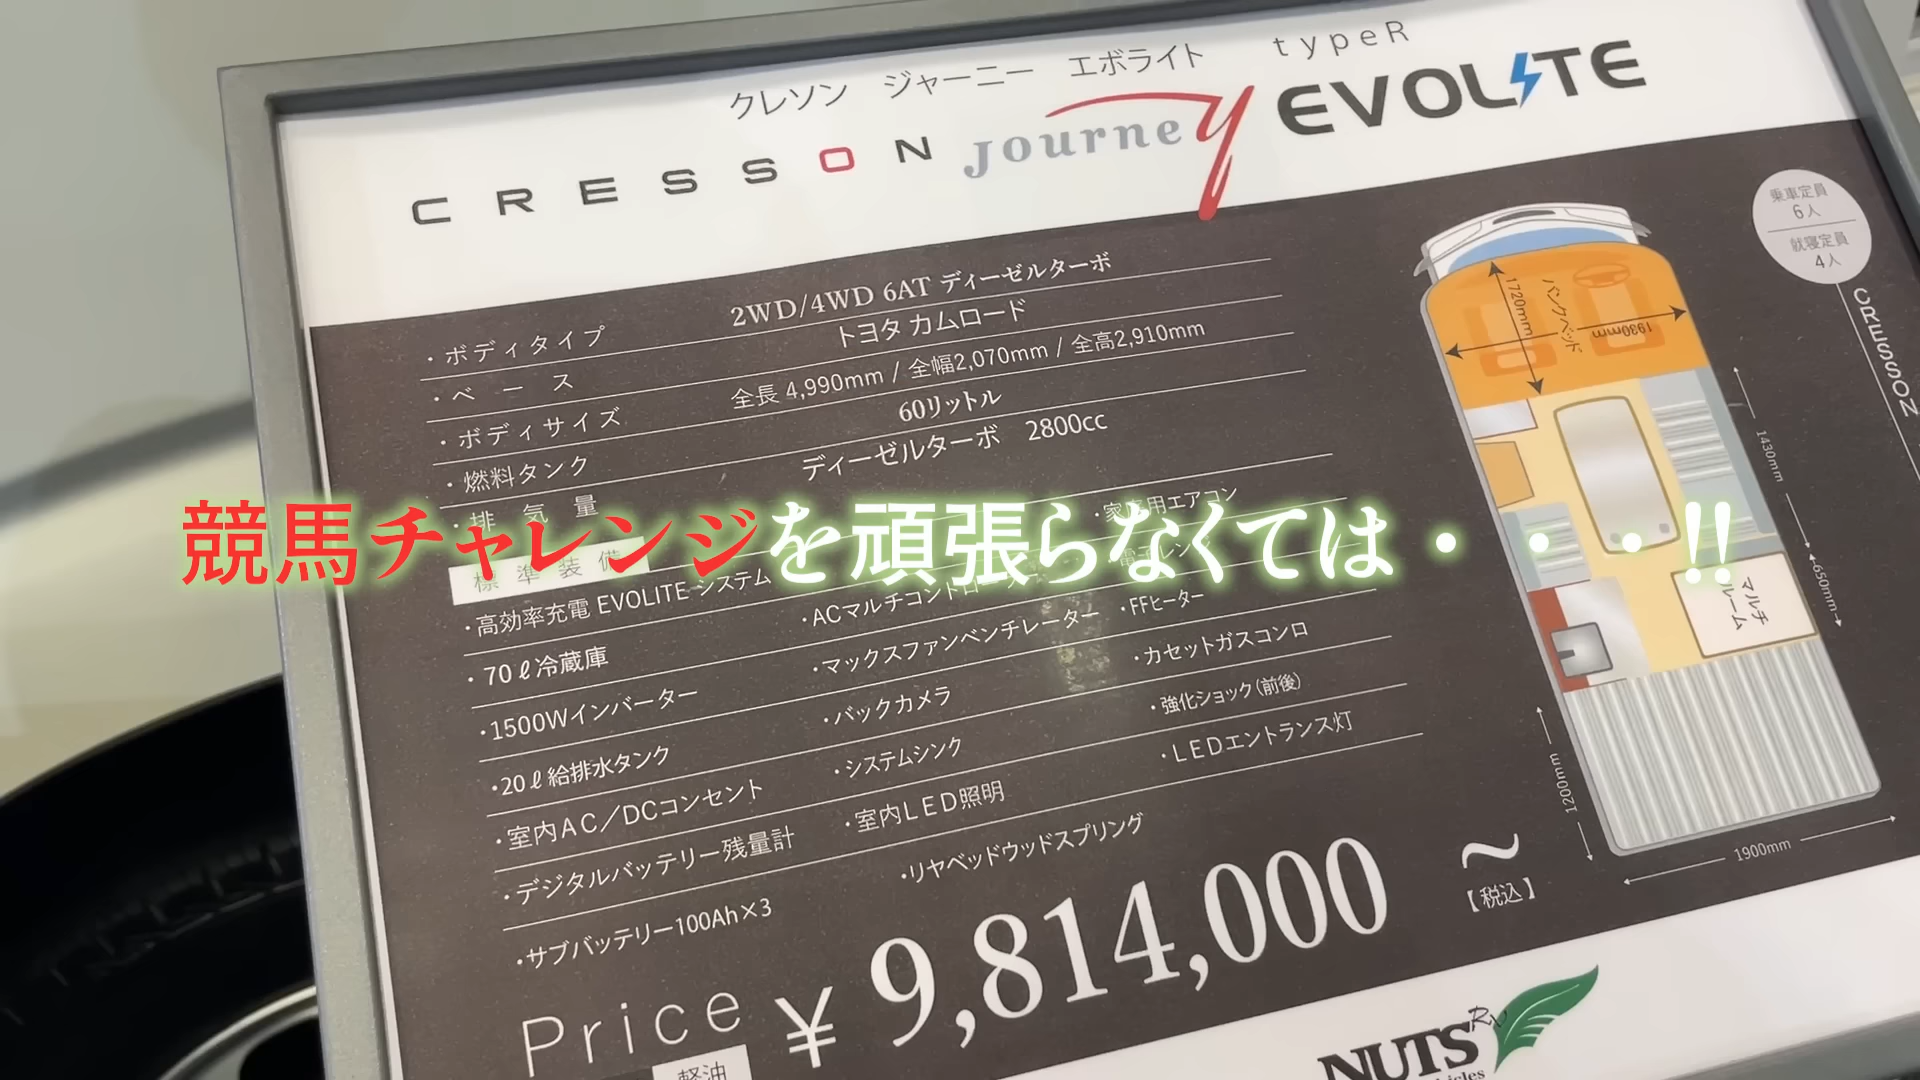 クレソン ジャーニー エボライト typeR
CRESSON Journey EVOLITE
乗車定員
6人
就寝定員
4人
CRESSON
・ボディタイプ 2WD/4WD 6AT ディーゼルターボ
・ベース トヨタ カムロード
・ボディサイズ 全長 4,990mm / 全幅2,070mm / 全高2,910mm
・燃料タンク 60リットル
・排気量 ディーゼルターボ 2800cc
競馬チャレンジを頑張らなくては・・・!!
標準装備
・家庭用エアコン
・高効率充電 EVOLITE システム
・70ℓ冷蔵庫
・ACマルチコントロ
・FFヒーター
・1500Wインバーター
・マックスファンベンチレーター
・カセットガスコンロ
・20ℓ給排水タンク
・バックカメラ
・強化ショック(前後)
・室内AC/DCコンセント
・システムシンク
・LEDエントランス灯
・デジタルバッテリー残量計
・室内LED照明
・サブバッテリー100Ah×3
・リヤベッドウッドスプリング
1720mm
バンクベッド
1930mm
1430mm
650mm
マルチ
ルーム
1200mm
1900mm
Price ¥9,814,000~
【税込】
軽油
NUTS RV